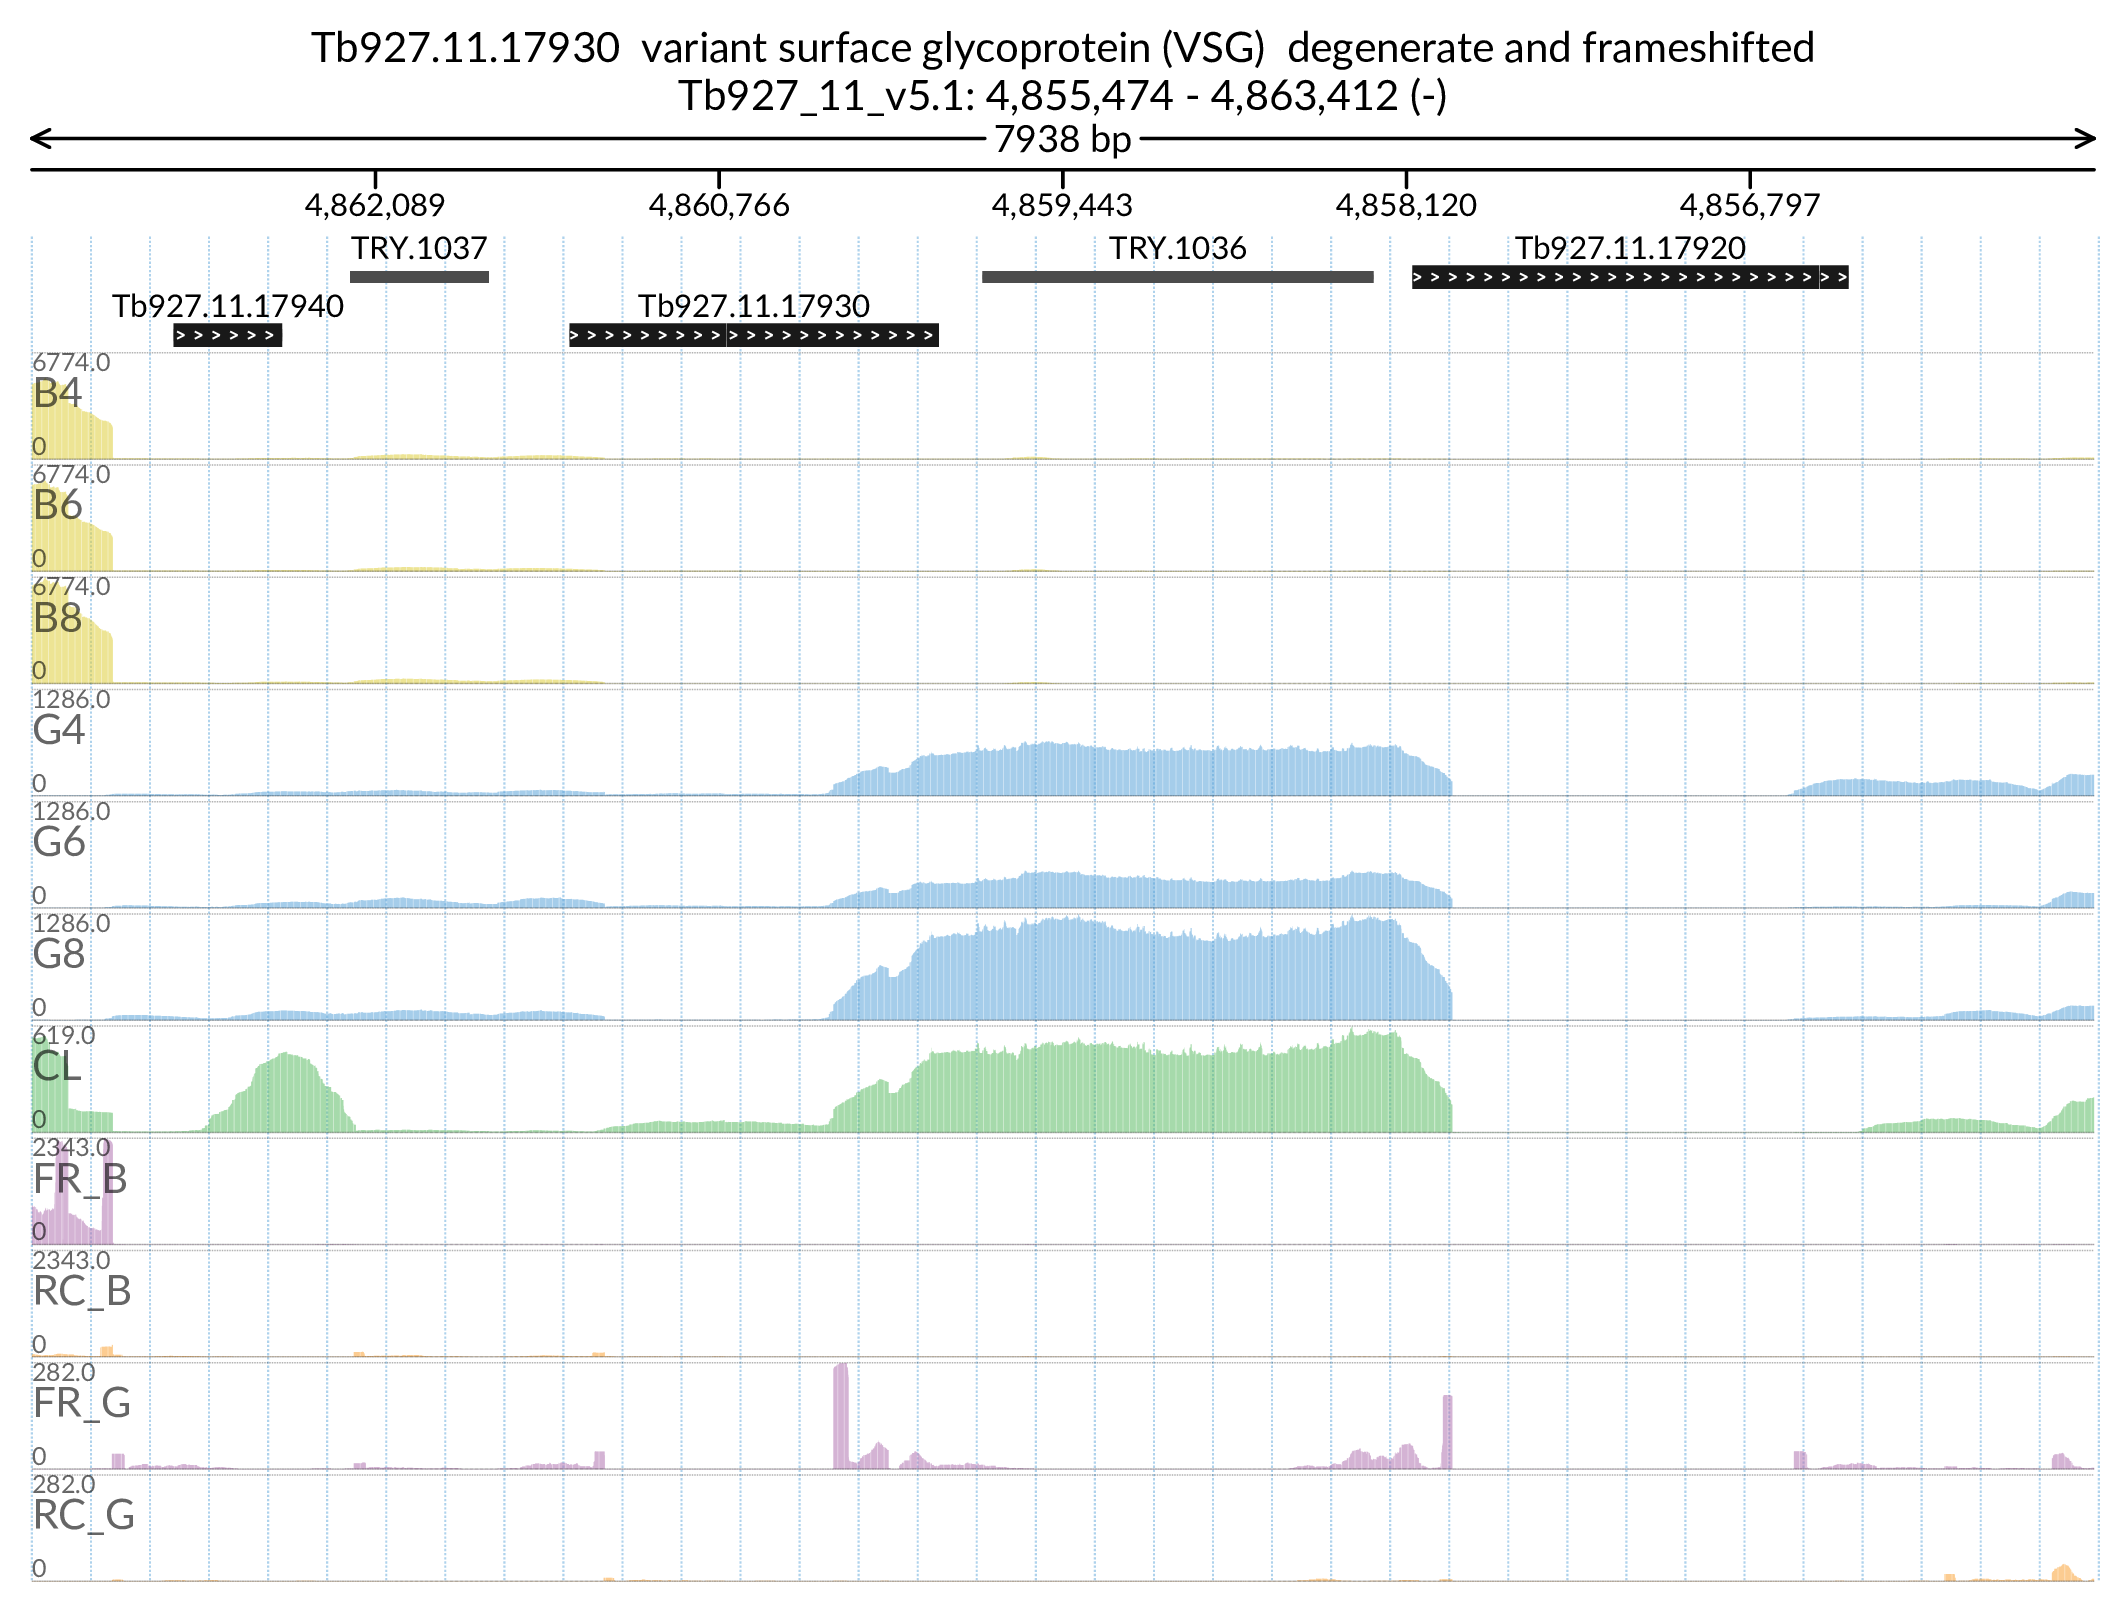 Tb927.11.17930  variant surface glycoprotein (VSG)  degenerate and frameshifted
Tb927_11_v5.1: 4,855,474 - 4,863,412 (-)
7938 bp
4,862,089 4,860,766 4,859,443 4,858,120 4,856,797
TRY.1037 TRY.1036 Tb927.11.17920
Tb927.11.17940 Tb927.11.17930
6774.0
B4
0
6774.0
B6
0
6774.0
B8
0
1286.0
G4
0
1286.0
G6
0
1286.0
G8
0
619.0
CL
0
2343.0
FR_B
0
2343.0
RC_B
0
282.0
FR_G
0
282.0
RC_G
0